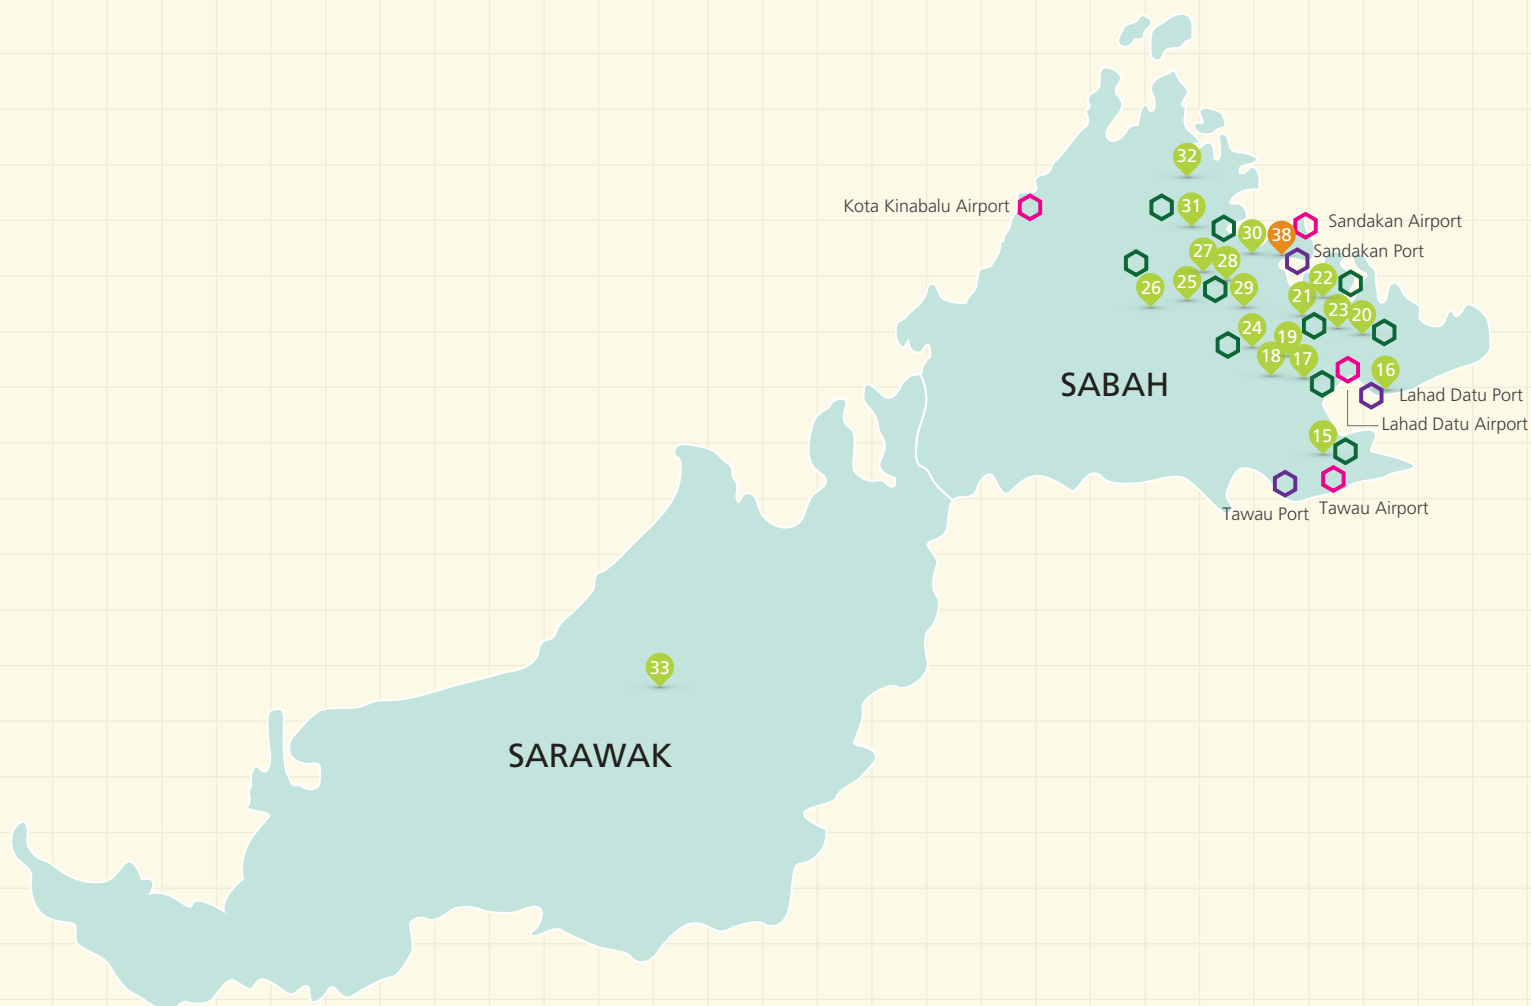 32
Kota Kinabalu Airport
31
Sandakan Airport
30
38
Sandakan Port
27
28
22
25
26
29
21
23
20
24
19
18
17
16
SABAH
Lahad Datu Port
Lahad Datu Airport
15
Tawau Port
Tawau Airport
33
SARAWAK